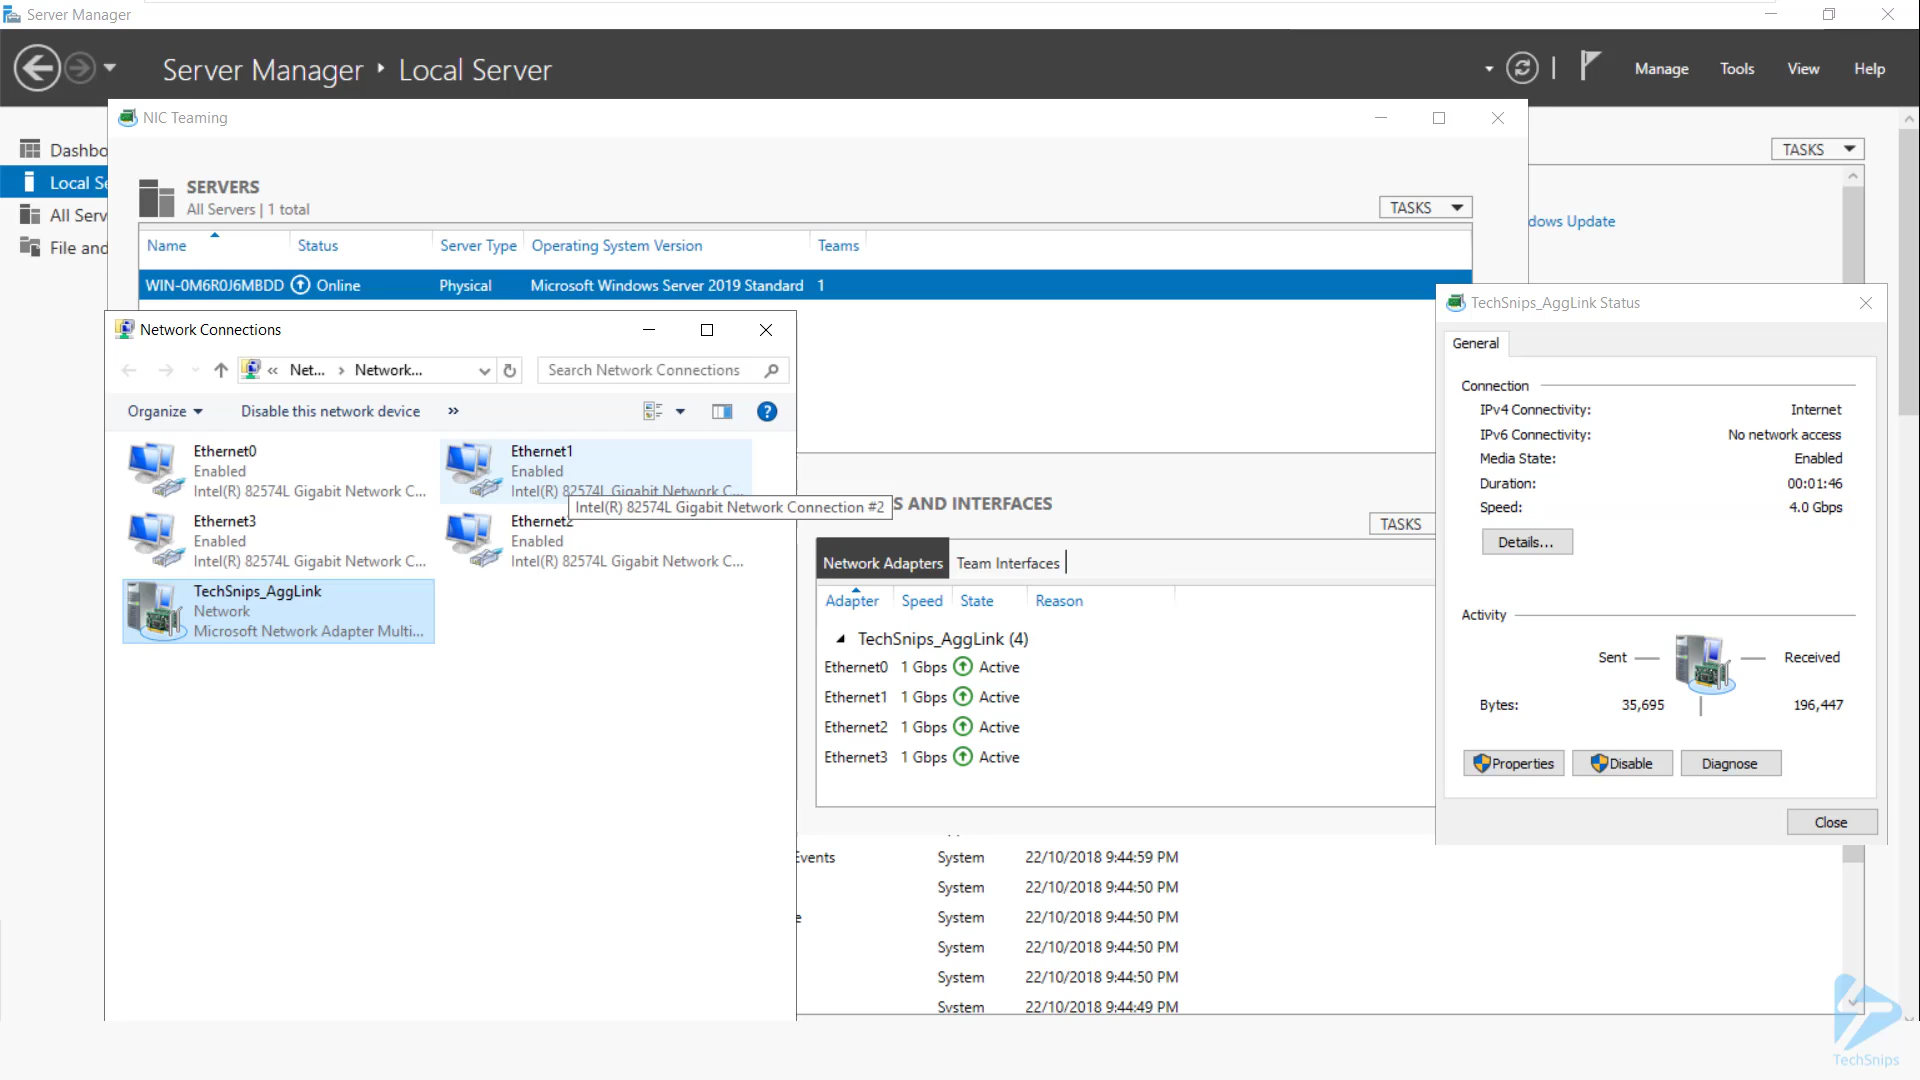 Server Manager
Server Manager ‣ Local Server
Manage Tools View Help
Dashbo
Local Se
All Serv
File and
TASKS
dows Update
NIC Teaming
SERVERS
All Servers | 1 total
TASKS
Name Status Server Type Operating System Version Teams
WIN-0M6R0J6MBDD Online Physical Microsoft Windows Server 2019 Standard 1
Network Connections
« Net... › Network...
Search Network Connections
Organize Disable this network device »
Ethernet0
Enabled
Intel(R) 82574L Gigabit Network C...
Ethernet1
Enabled
Intel(R) 82574L Gigabit Network C...
Intel(R) 82574L Gigabit Network Connection #2
Ethernet3
Enabled
Intel(R) 82574L Gigabit Network C...
Ethernet2
Enabled
Intel(R) 82574L Gigabit Network C...
TechSnips_AggLink
Network
Microsoft Network Adapter Multi...
S AND INTERFACES
TASKS
Network Adapters Team Interfaces
Adapter Speed State Reason
TechSnips_AggLink (4)
Ethernet0 1 Gbps Active
Ethernet1 1 Gbps Active
Ethernet2 1 Gbps Active
Ethernet3 1 Gbps Active
Events System 22/10/2018 9:44:59 PM
System 22/10/2018 9:44:50 PM
e System 22/10/2018 9:44:50 PM
System 22/10/2018 9:44:50 PM
System 22/10/2018 9:44:50 PM
System 22/10/2018 9:44:49 PM
TechSnips_AggLink Status
General
Connection
IPv4 Connectivity: Internet
IPv6 Connectivity: No network access
Media State: Enabled
Duration: 00:01:46
Speed: 4.0 Gbps
Details...
Activity
Sent Received
Bytes: 35,695 196,447
Properties Disable Diagnose
Close
TechSnips